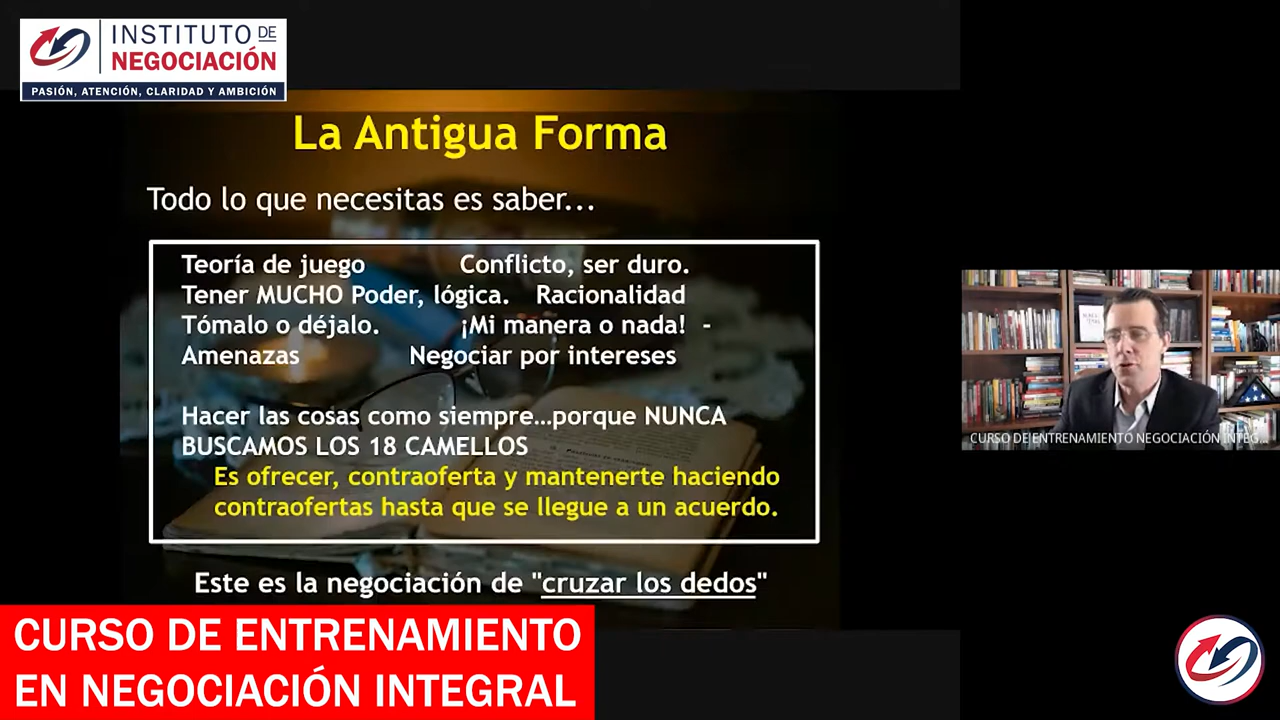 INSTITUTO DE
NEGOCIACIÓN
PASIÓN, ATENCIÓN, CLARIDAD Y AMBICIÓN
La Antigua Forma
Todo lo que necesitas es saber...
Teoría de juego Conflicto, ser duro.
Tener MUCHO Poder, lógica. Racionalidad
Tómalo o déjalo. ¡Mi manera o nada! -
Amenazas Negociar por intereses
Hacer las cosas como siempre…porque NUNCA
BUSCAMOS LOS 18 CAMELLOS
Es ofrecer, contraoferta y mantenerte haciendo
contraofertas hasta que se llegue a un acuerdo.
Este es la negociación de "cruzar los dedos"
CURSO DE ENTRENAMIENTO NEGOCIACIÓN INTEG...
CURSO DE ENTRENAMIENTO
EN NEGOCIACIÓN INTEGRAL